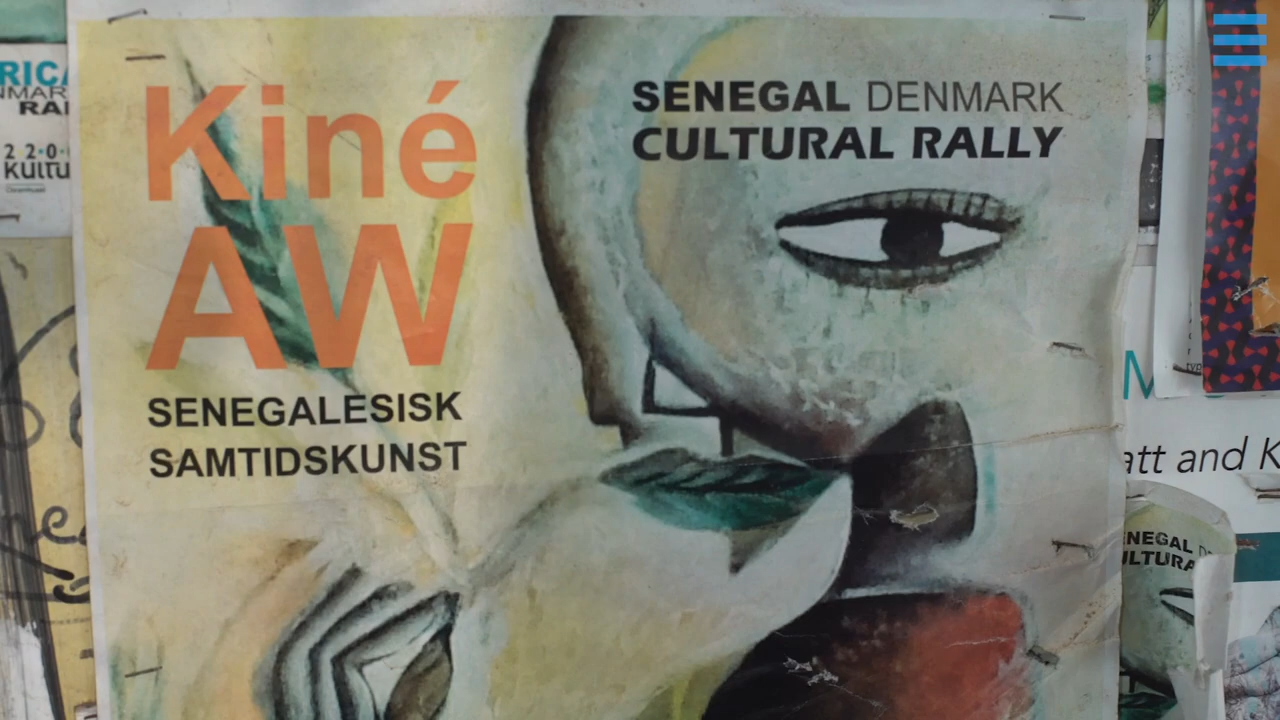 Kiné
AW
SENEGALESISK
SAMTIDSKUNST
SENEGAL DENMARK
CULTURAL RALLY
att and